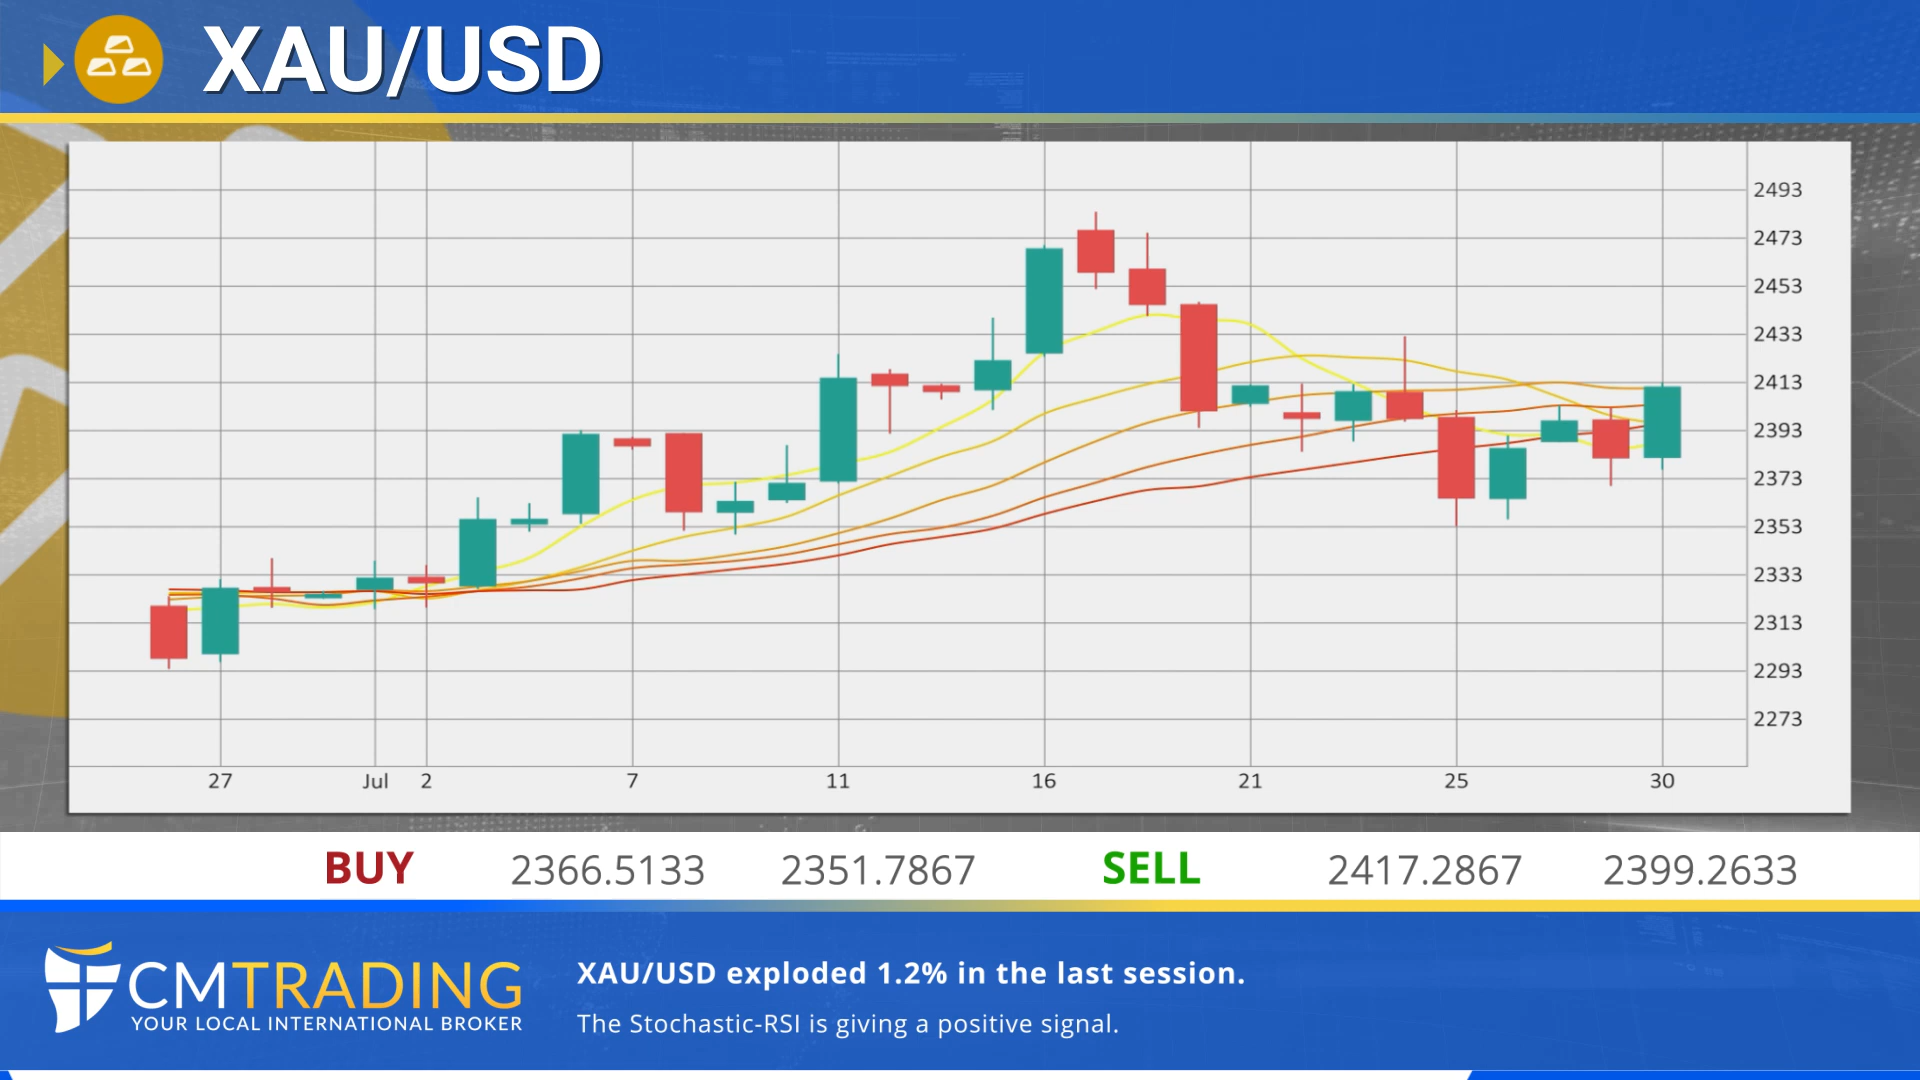 XAU/USD
2493
2473
2453
2433
2413
2393
2373
2353
2333
2313
2293
2273
27 Jul 2 7 11 16 21 25 30
BUY 2366.5133 2351.7867 SELL 2417.2867 2399.2633
CMTRADING
YOUR LOCAL INTERNATIONAL BROKER
XAU/USD exploded 1.2% in the last session.
The Stochastic-RSI is giving a positive signal.